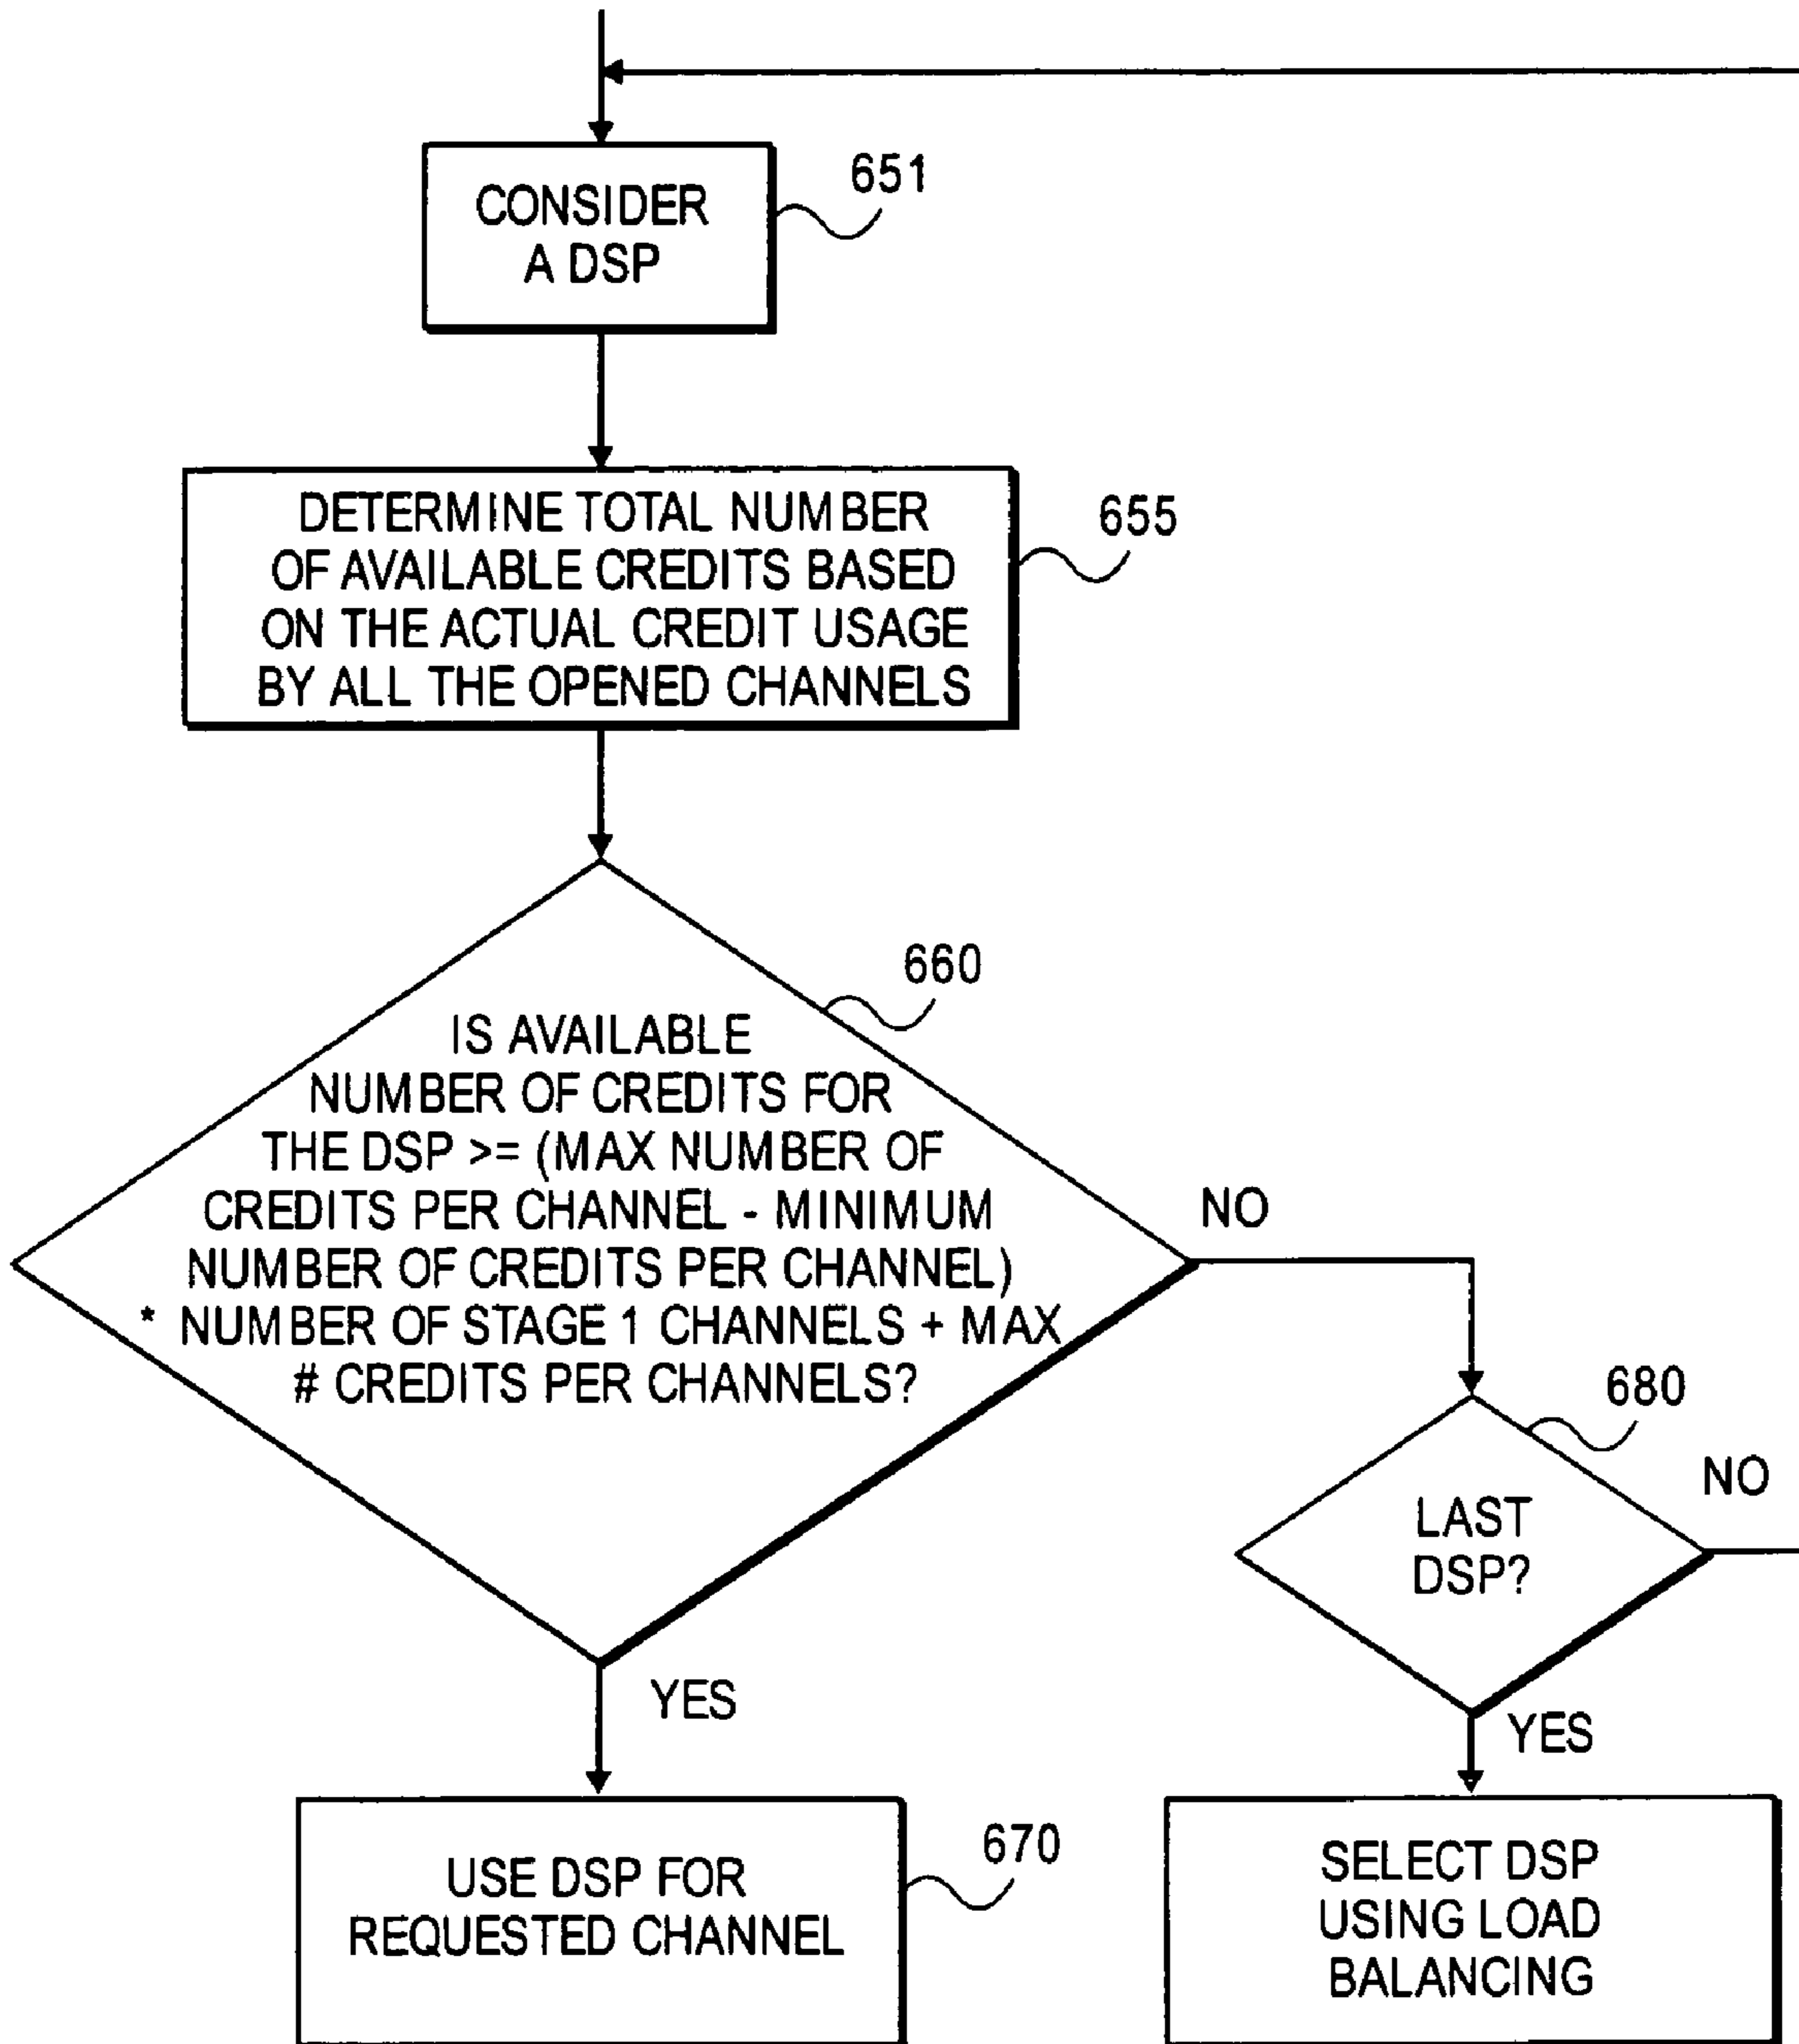 CONSIDER
A DSP
651
DETERMINE TOTAL NUMBER
OF AVAILABLE CREDITS BASED
ON THE ACTUAL CREDIT USAGE
BY ALL THE OPENED CHANNELS
655
660
IS AVAILABLE
NUMBER OF CREDITS FOR
THE DSP >= (MAX NUMBER OF
CREDITS PER CHANNEL - MINIMUM
NUMBER OF CREDITS PER CHANNEL)
* NUMBER OF STAGE 1 CHANNELS + MAX
# CREDITS PER CHANNELS?
NO
680
LAST
DSP?
NO
YES
YES
USE DSP FOR
REQUESTED CHANNEL
670
SELECT DSP
USING LOAD
BALANCING